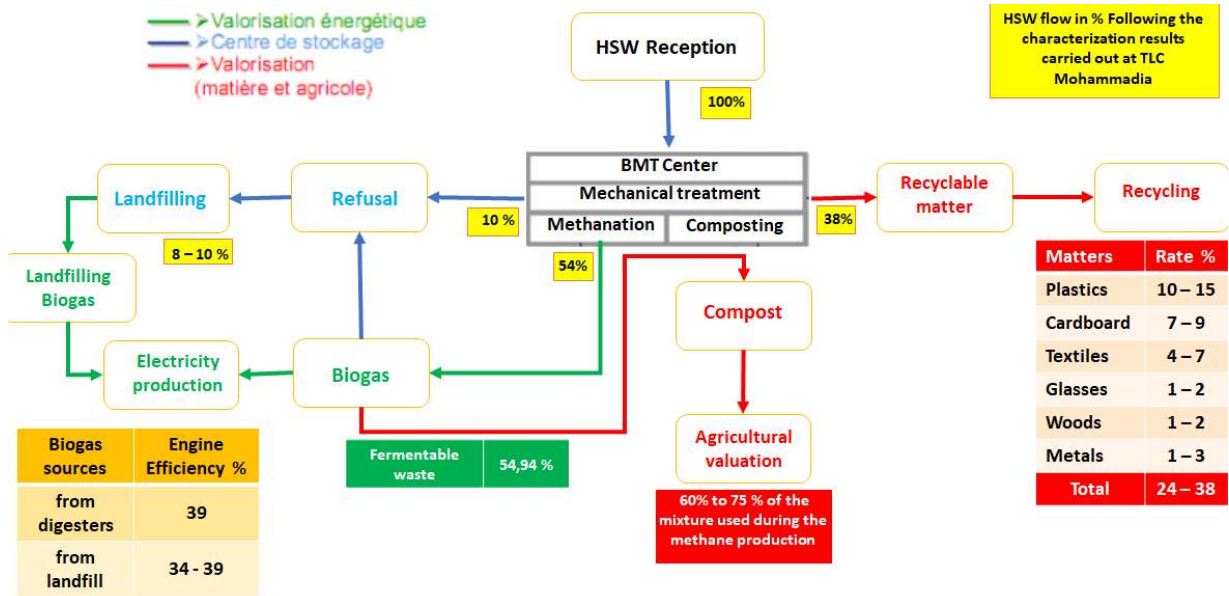 ➢Valorisation énergétique
➢Centre de stockage
➢Valorisation
(matière et agricole)
HSW Reception
HSW flow in % Following the
characterization results
carried out at TLC
Mohammadia
100%
BMT Center
Mechanical treatment
Methanation
Composting
Landfilling
Refusal
10 %
38%
Recyclable
matter
Recycling
8 – 10 %
54%
Landfilling
Biogas
Compost
Electricity
production
Biogas
Agricultural
valuation
Matters Rate %
Plastics 10 – 15
Cardboard 7 – 9
Textiles 4 – 7
Glasses 1 – 2
Woods 1 – 2
Metals 1 – 3
Total 24 – 38
Biogas
sources
Engine
Efficiency %
from
digesters
39
from
landfill
34 - 39
Fermentable
waste
54,94 %
60% to 75 % of the
mixture used during the
methane production